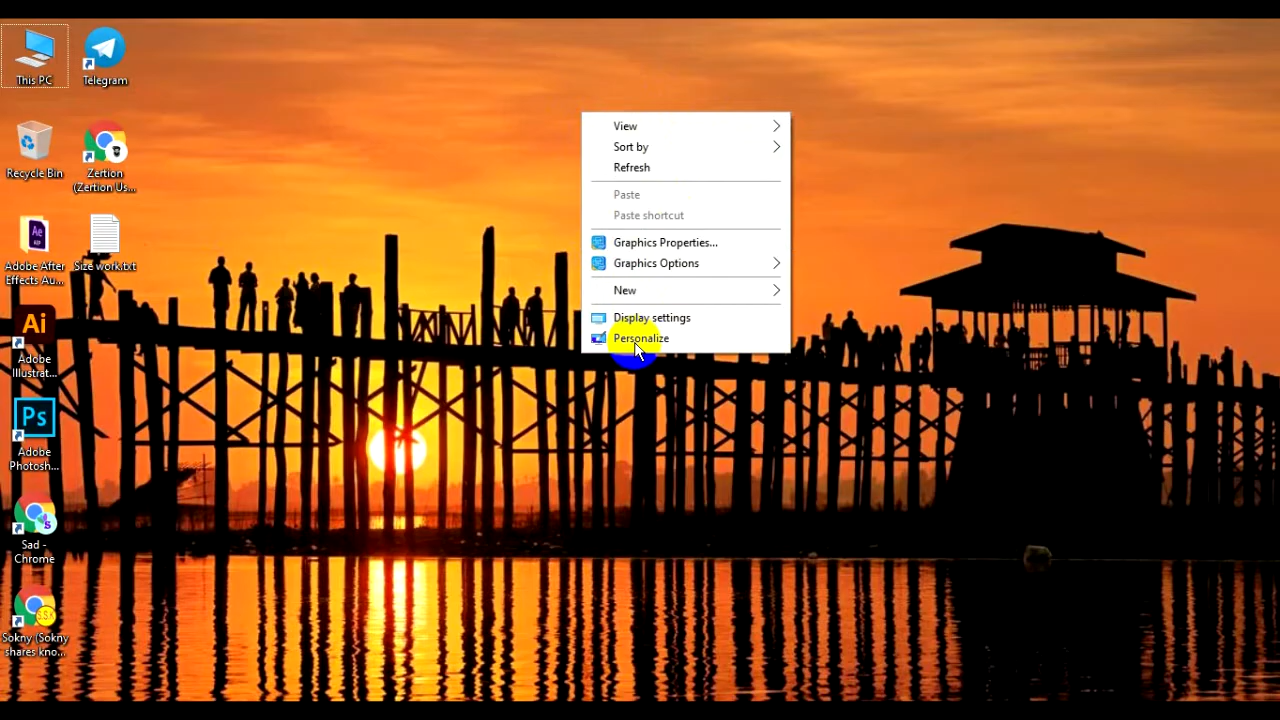 This PC
Telegram
Recycle Bin
Zertion
(Zertion Us...
Ae
Adobe After
Effects Au...
Size work.txt
Ai
Adobe
Illustrat...
Ps
Adobe
Photosh...
S
Sad -
Chrome
S.S.K
Sokny (Sokny
shares kno...
View
Sort by
Refresh
Paste
Paste shortcut
Graphics Properties...
Graphics Options
New
Display settings
Personalize